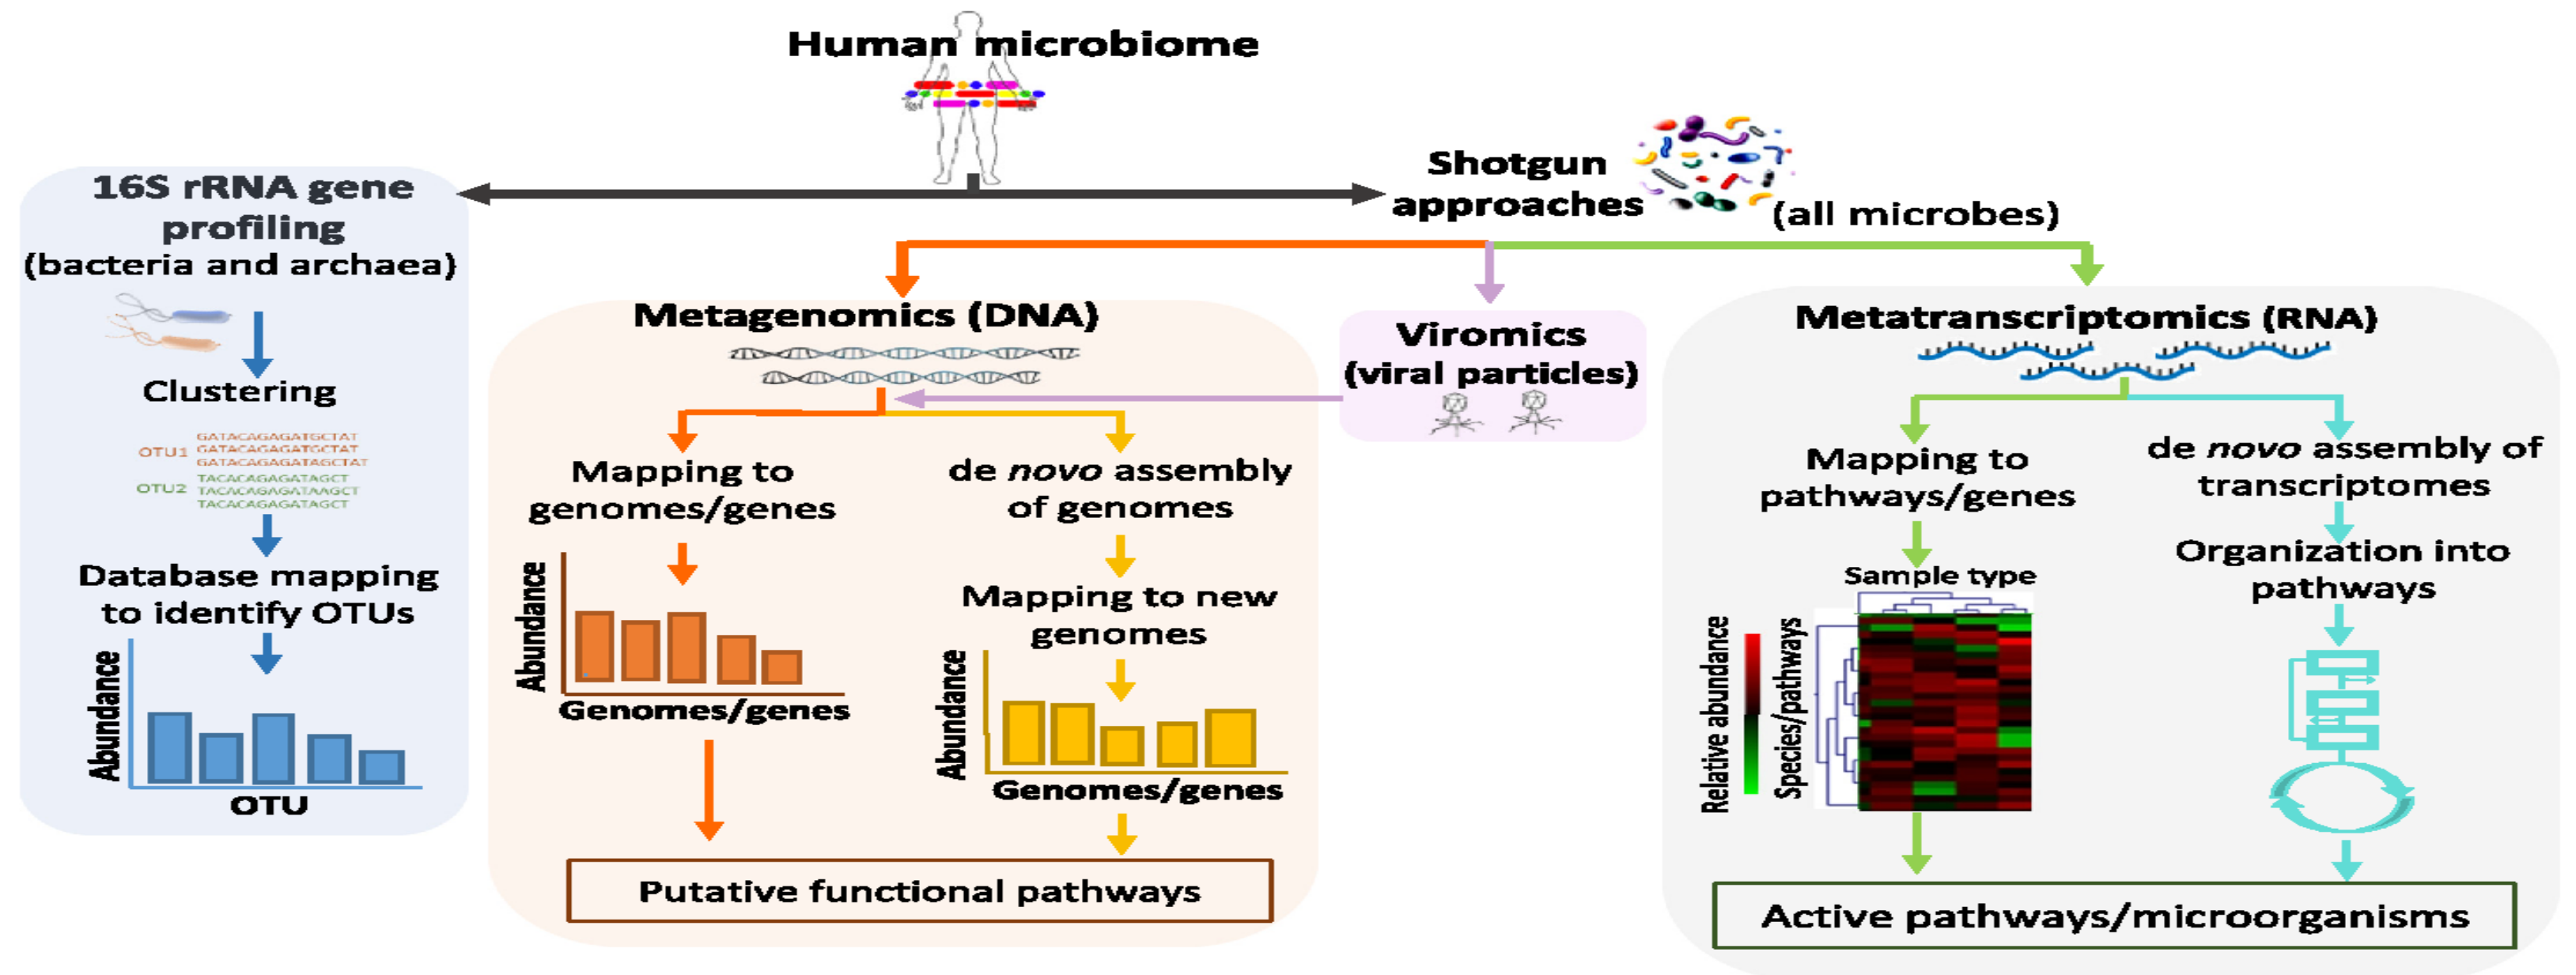 Human microbiome
Shotgun
approaches
(all microbes)
16S rRNA gene
profiling
(bacteria and archaea)
Clustering
OTU1
GATACAGAGATGCTAT
GATACAGAGATGCTAT
GATACAGAGATAGCTAT
OTU2
TACACAGAGATAGCT
TACACAGAGATAAGCT
TACACAGAGATAGCT
Database mapping
to identify OTUs
Abundance
OTU
Metagenomics (DNA)
Mapping to
genomes/genes
Abundance
Genomes/genes
de novo assembly
of genomes
Mapping to new
genomes
Abundance
Genomes/genes
Putative functional pathways
Viromics
(viral particles)
Metatranscriptomics (RNA)
Mapping to
pathways/genes
Sample type
Relative abundance
Species/pathways
de novo assembly of
transcriptomes
Organization into
pathways
Active pathways/microorganisms